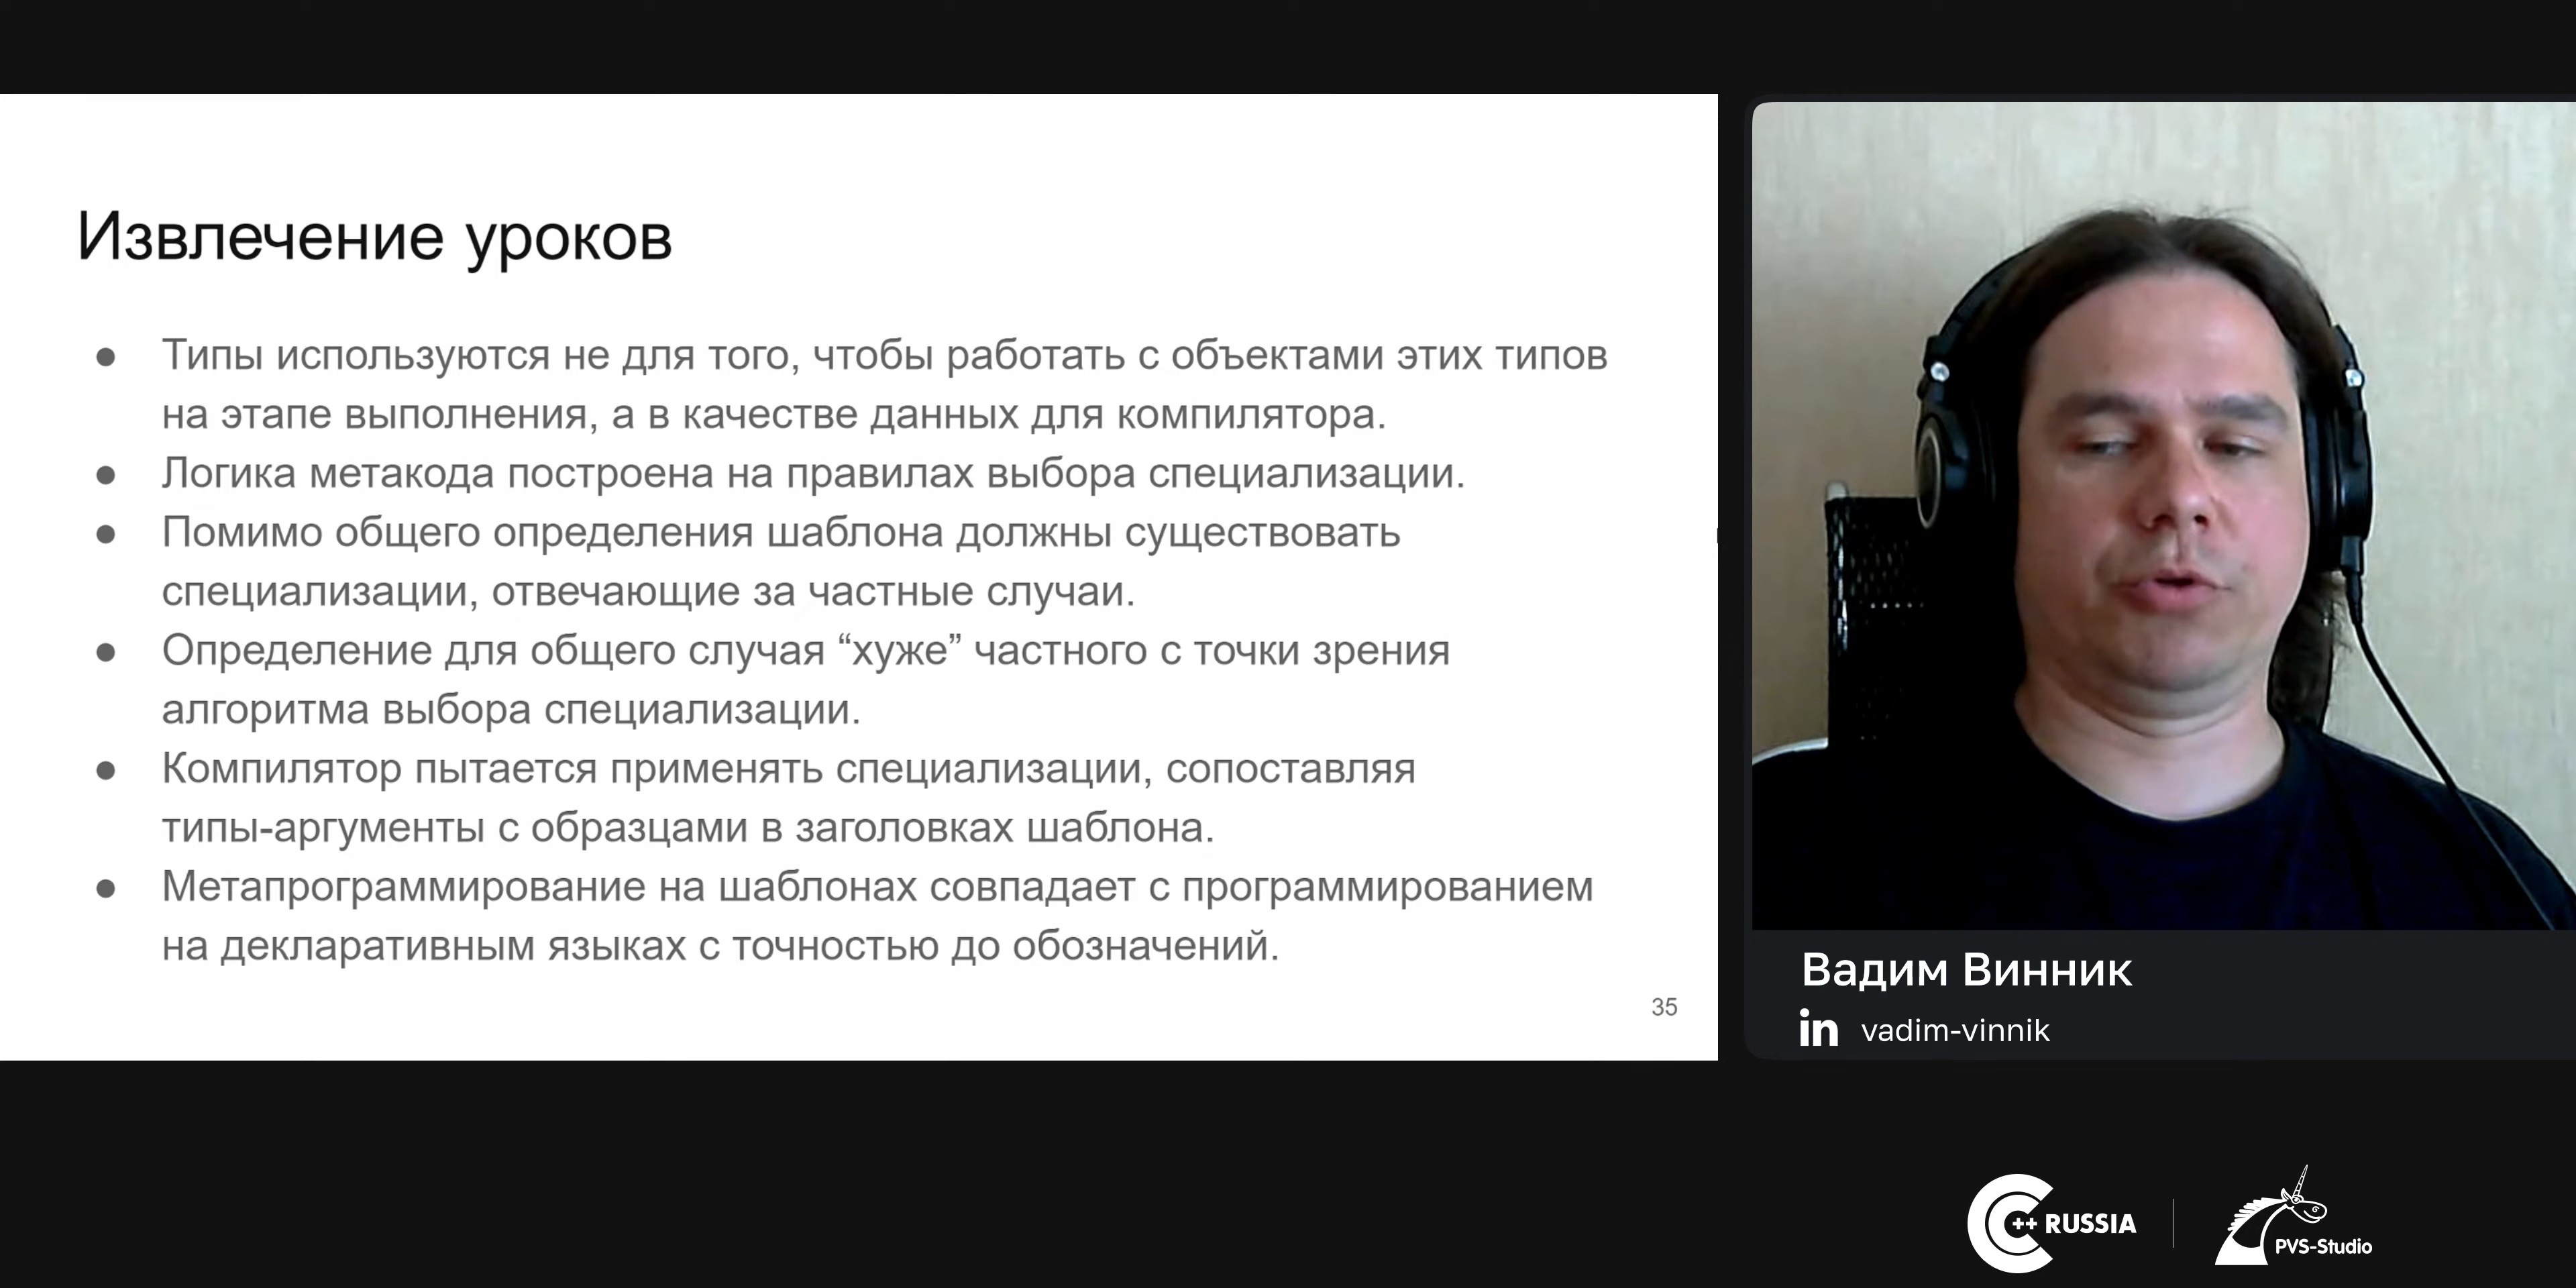 Извлечение уроков
● Типы используются не для того, чтобы работать с объектами этих типов
на этапе выполнения, а в качестве данных для компилятора.
● Логика метакода построена на правилах выбора специализации.
● Помимо общего определения шаблона должны существовать
специализации, отвечающие за частные случаи.
● Определение для общего случая “хуже” частного с точки зрения
алгоритма выбора специализации.
● Компилятор пытается применять специализации, сопоставляя
типы-аргументы с образцами в заголовках шаблона.
● Метапрограммирование на шаблонах совпадает с программированием
на декларативным языках с точностью до обозначений.
35
Вадим Винник
in vadim-vinnik
C++ RUSSIA
PVS-Studio